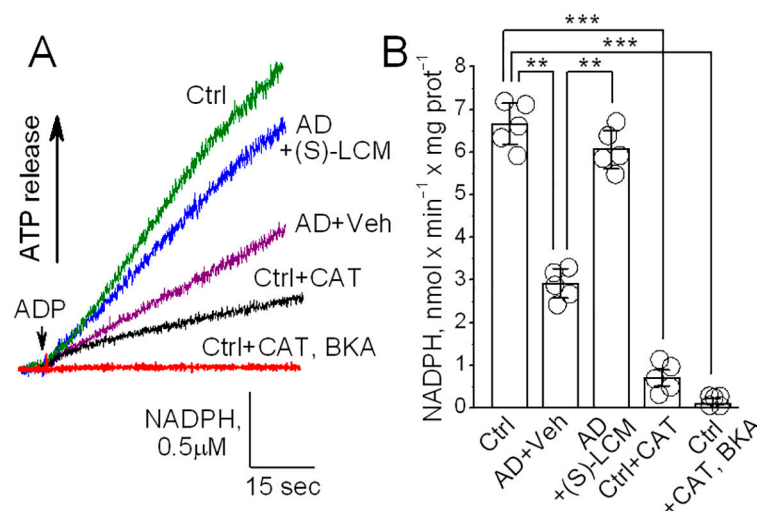 A
Ctrl
AD
+(S)-LCM
AD+Veh
Ctrl+CAT
Ctrl+CAT, BKA
ATP release
ADP
NADPH,
0.5µM
15 sec
B
***
***
**
**
NADPH, nmol x min⁻¹ x mg prot⁻¹
8
7
6
5
4
3
2
1
0
Ctrl
AD+Veh
AD
+(S)-LCM
Ctrl+CAT
Ctrl
+CAT, BKA